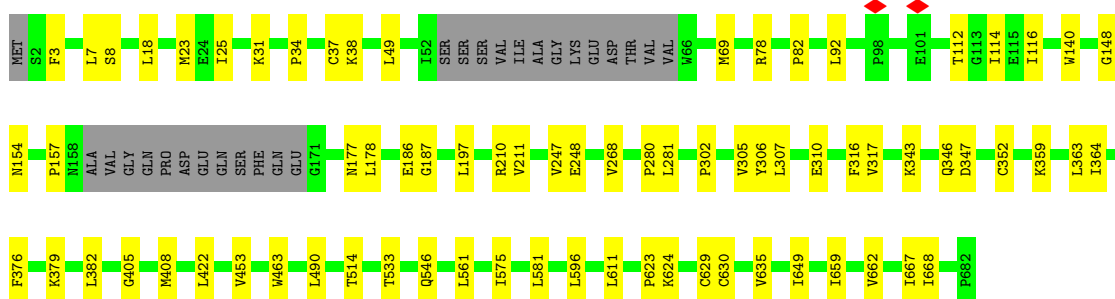 MET S2 F3 L7 S8 L18 M23 E24 I25 K31 P34 C37 K38 L49 I52 SER SER SER VAL ILE ALA GLY LYS GLU ASP THR VAL VAL W66 M69 R78 P82 L92 P98 E101 T112 G113 I114 E115 I116 W140 G148
N154 P157 N158 ALA VAL GLY GLN PRO ASP GLU GLN SER PHE GLN GLU G171 N177 L178 E186 G187 L197 R210 V211 V247 E248 V268 P280 L281 P302 V305 Y306 L307 E310 F316 V317 K343 Q346 D347 C352 K359 L363 I364
F376 K379 L382 G405 M408 L422 V453 W463 L490 T514 T533 Q546 L561 I575 L581 L596 L611 P623 K624 C629 C630 V635 I649 I659 V662 I667 I668 P682